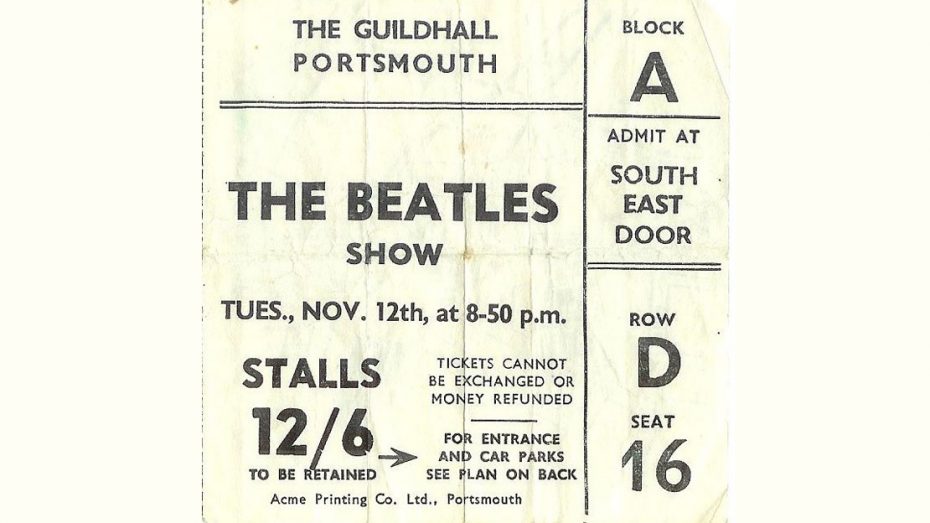 THE GUILDHALL
PORTSMOUTH
THE BEATLES
SHOW
TUES., NOV. 12th, at 8-50 p.m.
STALLS
12/6
TO BE RETAINED
TICKETS CANNOT
BE EXCHANGED OR
MONEY REFUNDED
FOR ENTRANCE
AND CAR PARKS
SEE PLAN ON BACK
Acme Printing Co. Ltd., Portsmouth
BLOCK
A
ADMIT AT
SOUTH
EAST
DOOR
ROW
D
SEAT
16